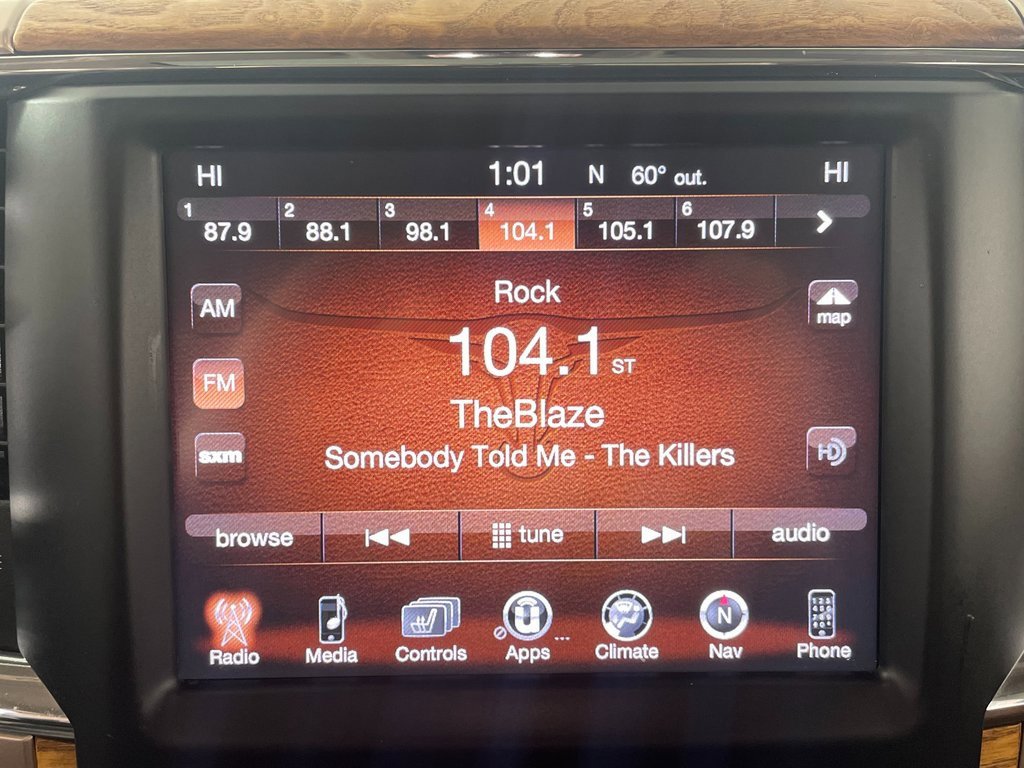 HI 1:01 N 60° out. HI
1 87.9 2 88.1 3 98.1 4 104.1 5 105.1 6 107.9
Rock
AM
map
104.1 ST
FM
TheBlaze
Somebody Told Me - The Killers
sxm
HD
browse tune audio
Radio Media Controls Apps ... Climate Nav Phone
N